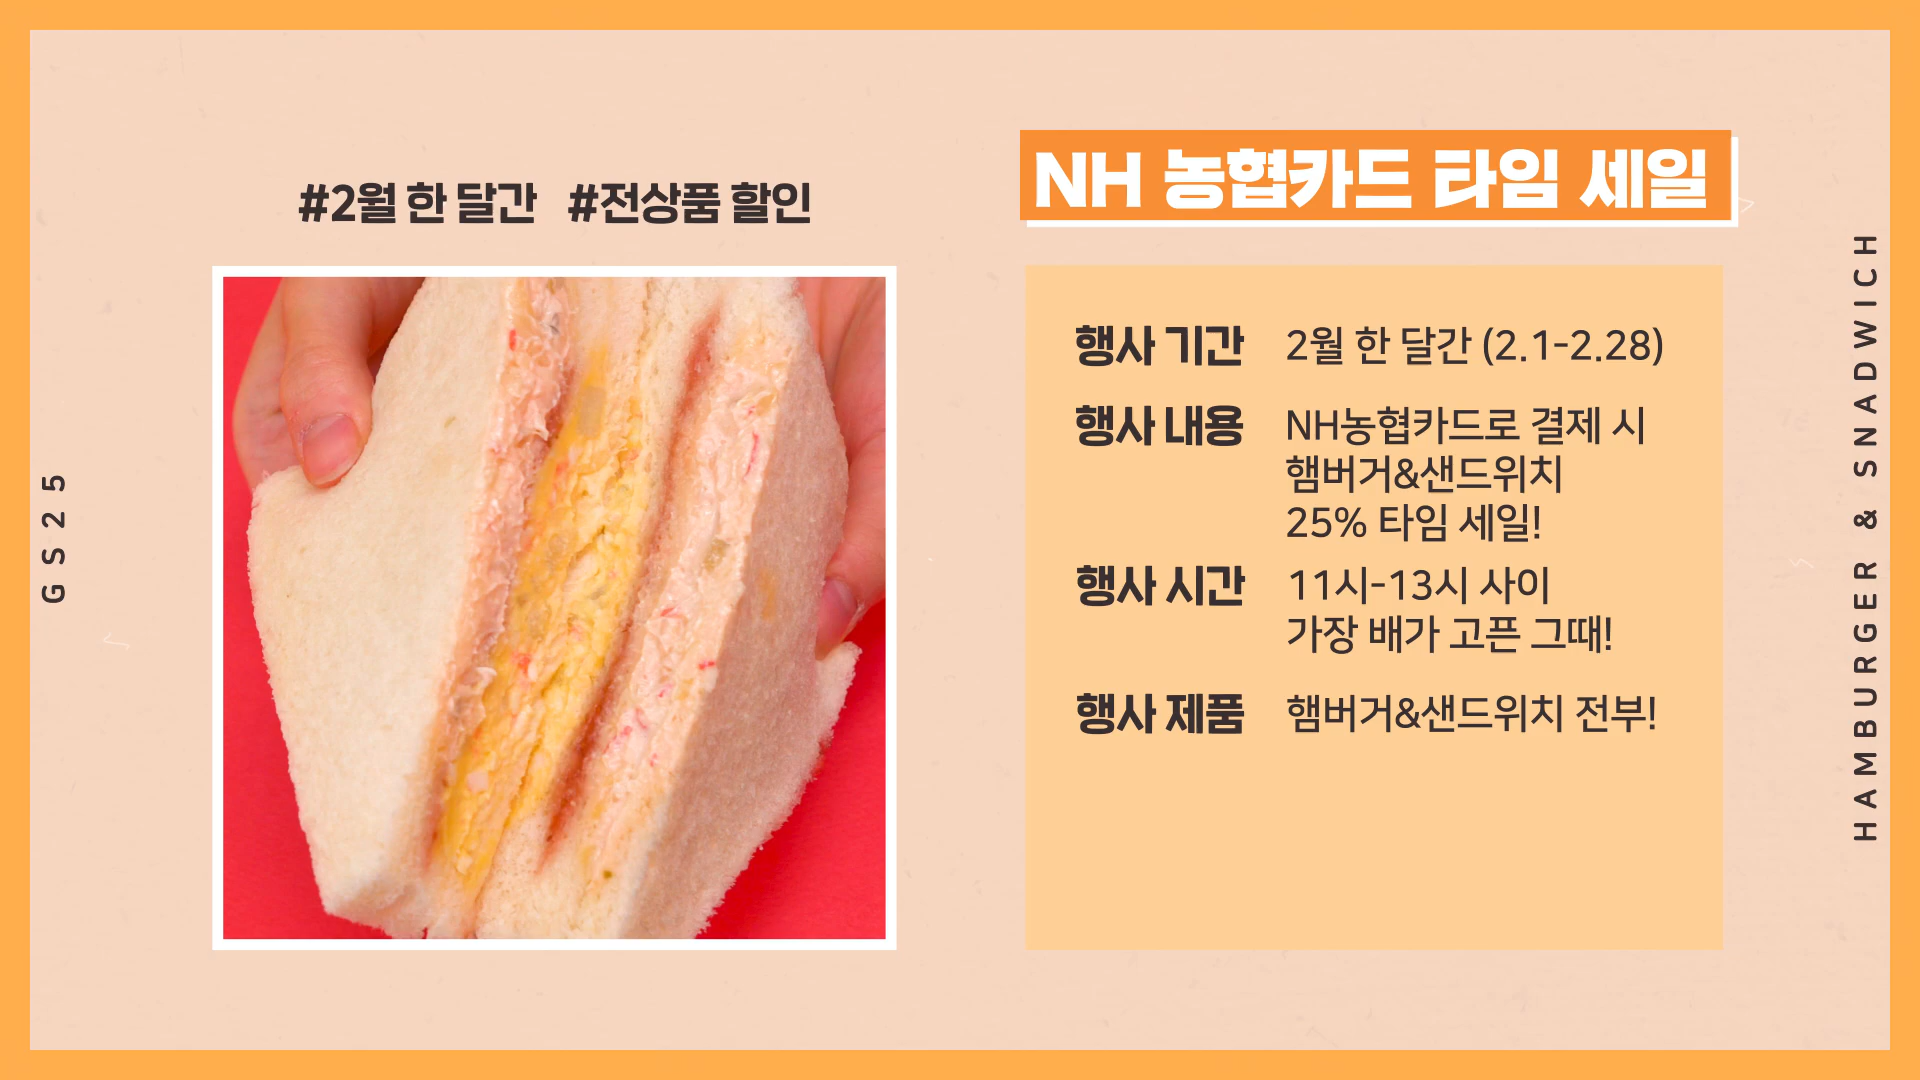 GS25
#2월 한 달간 #전상품 할인
NH 농협카드 타임 세일
행사 기간 2월 한 달간 (2.1-2.28)
행사 내용 NH농협카드로 결제 시
햄버거&샌드위치
25% 타임 세일!
행사 시간 11시-13시 사이
가장 배가 고픈 그때!
행사 제품 햄버거&샌드위치 전부!
HAMBURGER & SNADWICH